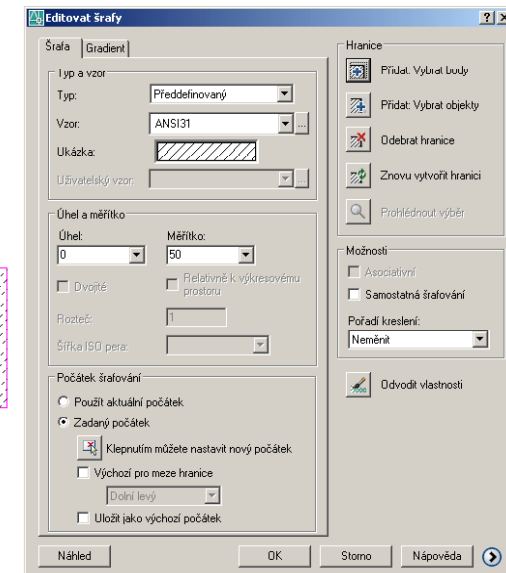 Editovat šrafy
Šrafa
Gradient
Typ a vzor
Typ:
Předdefinovaný
Vzor:
ANSI31
...
Ukázka:
Uživatelský vzor:
...
Úhel a měřítko
Úhel:
Měřítko:
0
50
Dvojité
Relativně k výkresovému
prostoru
Rozteč:
1
Šířka ISO pera:
Počátek šrafování
Použít aktuální počátek
Zadaný počátek
Klepnutím můžete nastavit nový počátek
Výchozí pro meze hranice
Dolní levý
Uložit jako výchozí počátek
Hranice
Přidat: Vybrat body
Přidat: Vybrat objekty
Odebrat hranice
Znovu vytvořit hranici
Prohlédnout výběr
Možnosti
Asociativní
Samostatná šrafování
Pořadí kreslení:
Neměnit
Odvodit vlastnosti
Náhled
OK
Storno
Nápověda